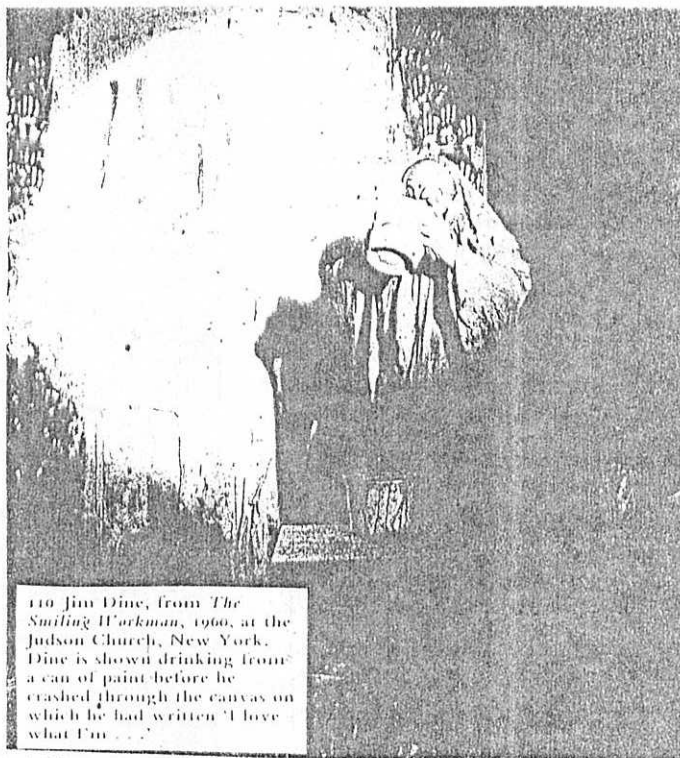 110 Jim Dine, from The
Smiling Workman, 1960, at the
Judson Church, New York.
Dine is shown drinking from
a can of paint before he
crashed through the canvas on
which he had written 'I love
what I'm . . .'